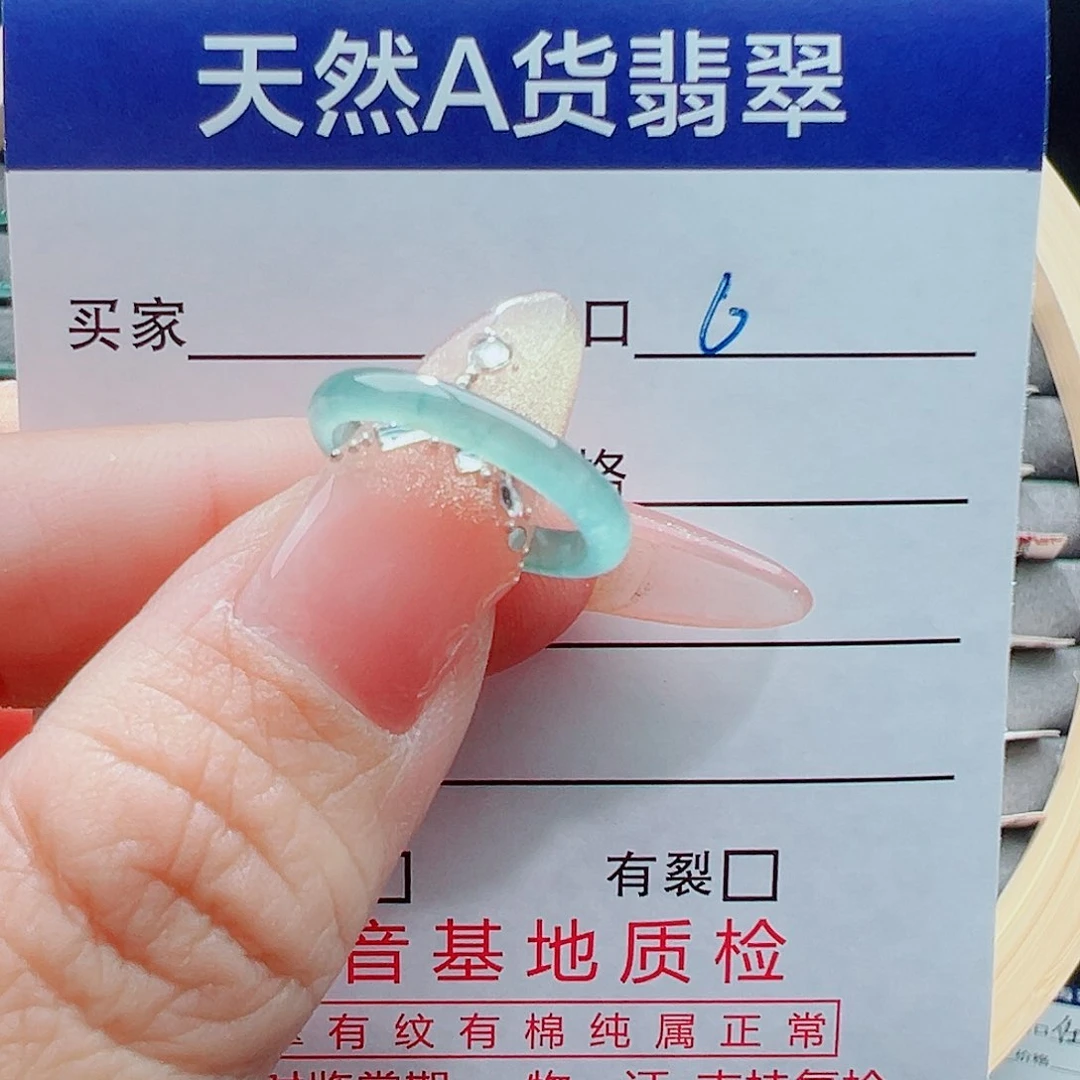 天然A货翡翠
买家 口 6
格
有裂□
音基地质检
有纹有棉纯属正常